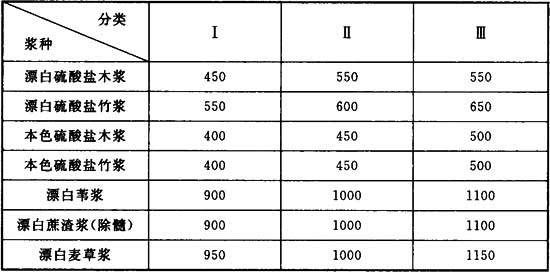 分类
浆种 Ⅰ Ⅱ Ⅲ
漂白硫酸盐木浆 450 550 550
漂白硫酸盐竹浆 550 600 650
本色硫酸盐木浆 400 450 500
本色硫酸盐竹浆 400 450 500
漂白苇浆 900 1000 1100
漂白蔗渣浆(除髓) 900 1000 1100
漂白麦草浆 950 1000 1150